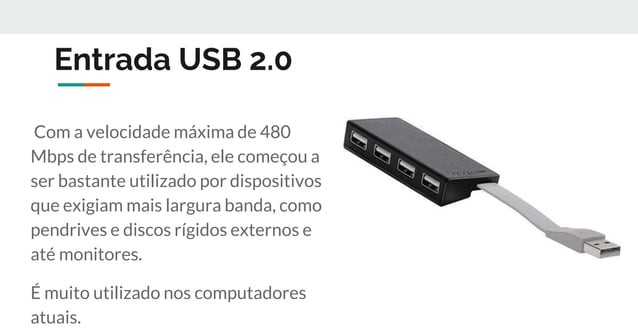 Entrada USB 2.0
Com a velocidade máxima de 480
Mbps de transferência, ele começou a
ser bastante utilizado por dispositivos
que exigiam mais largura banda, como
pendrives e discos rígidos externos e
até monitores.
É muito utilizado nos computadores
atuais.